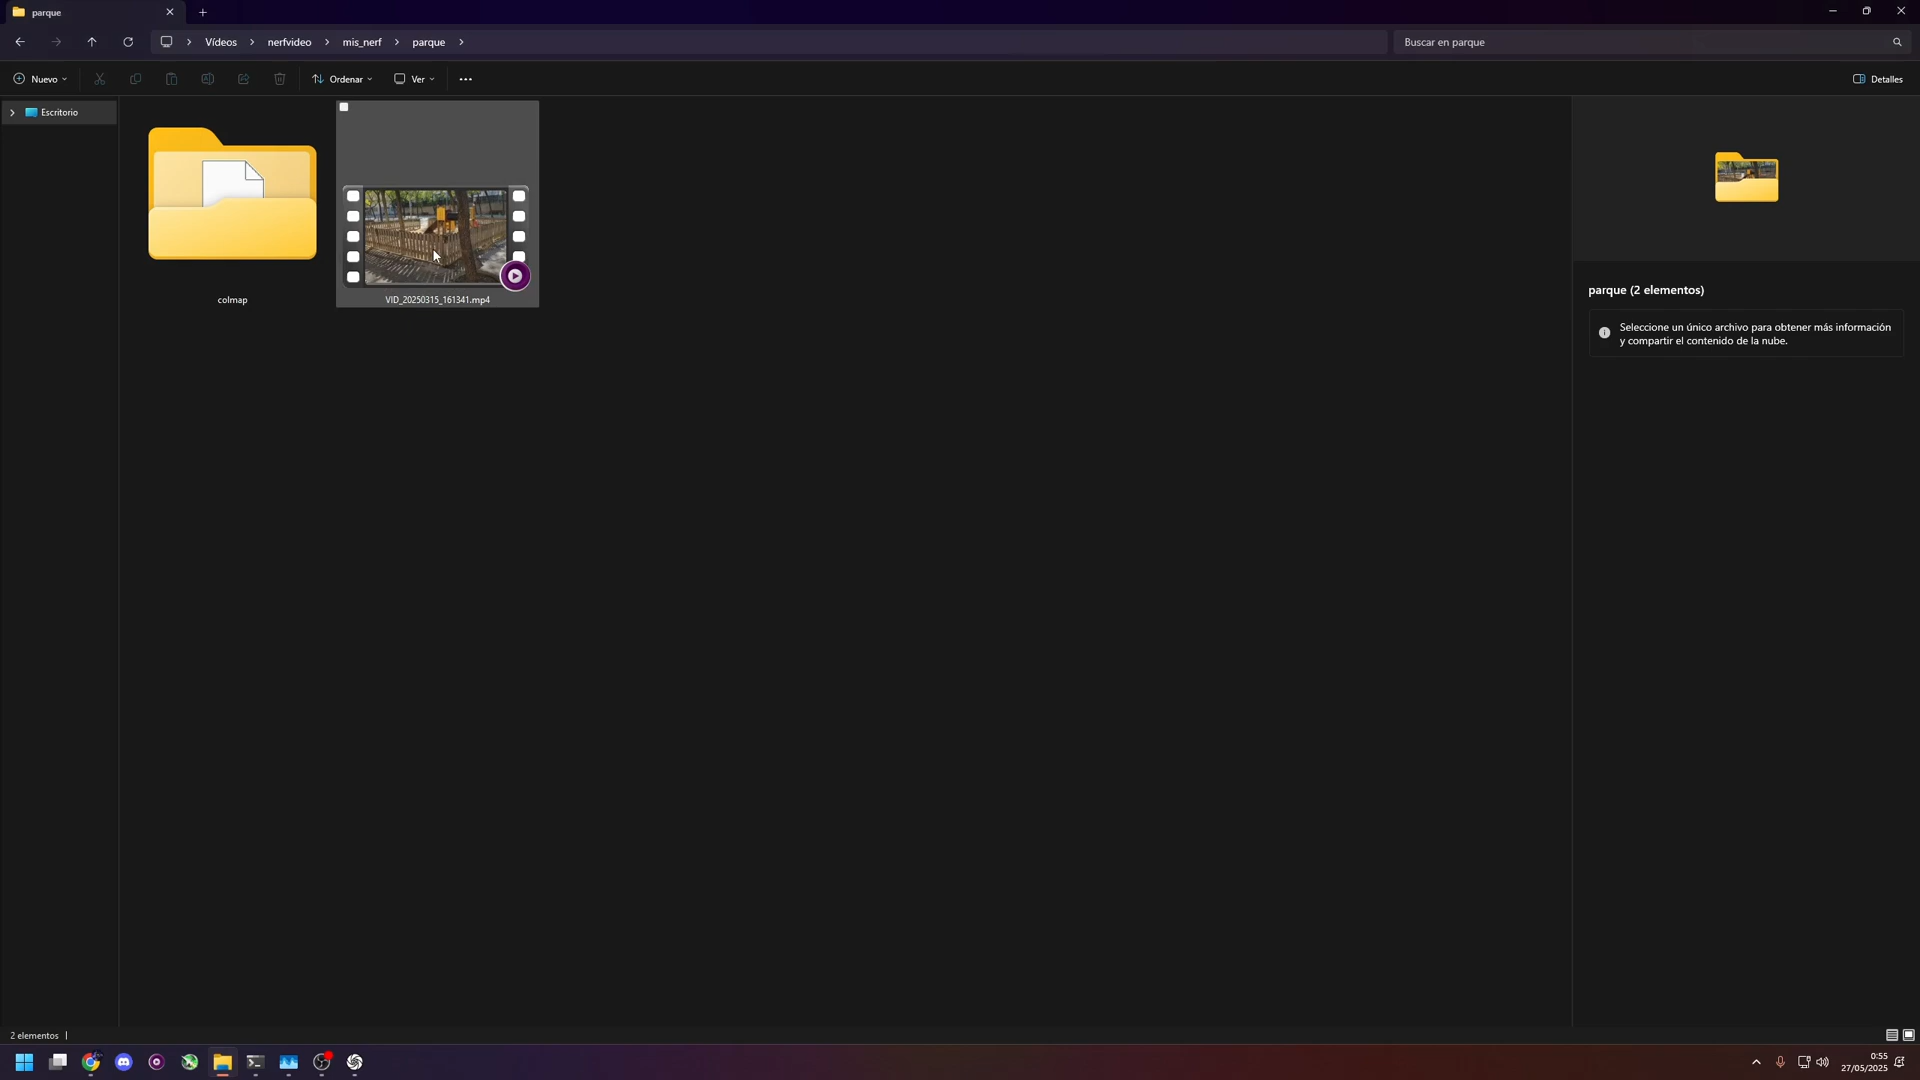 parque
Vídeos
nerfvideo
mis_nerf
parque
Buscar en parque
Nuevo
Ordenar
Ver
Detalles
Escritorio
colmap
VID_20250315_161341.mp4
parque (2 elementos)
Seleccione un único archivo para obtener más información
y compartir el contenido de la nube.
2 elementos
0:55
27/05/2025